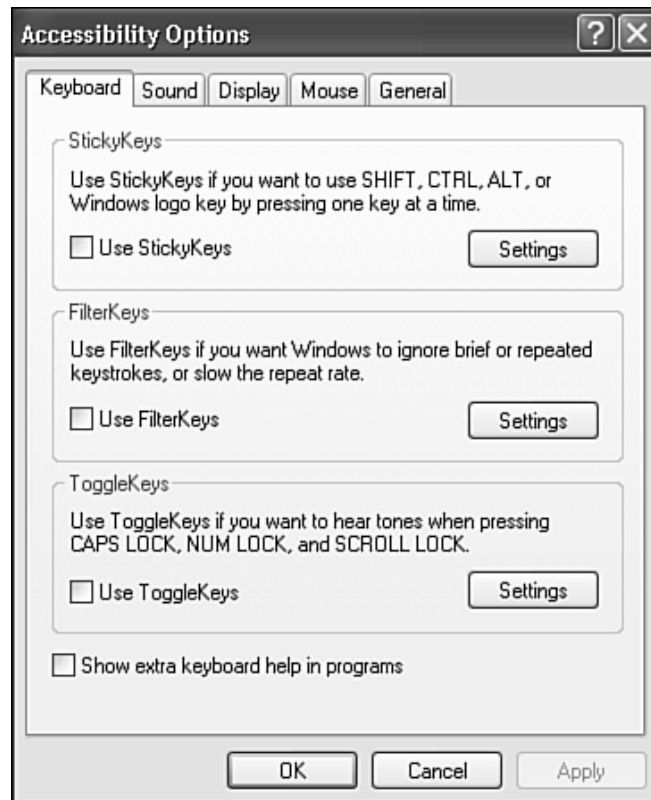 Accessibility Options
Keyboard Sound Display Mouse General
StickyKeys
Use StickyKeys if you want to use SHIFT, CTRL, ALT, or
Windows logo key by pressing one key at a time.
Use StickyKeys Settings
FilterKeys
Use FilterKeys if you want Windows to ignore brief or repeated
keystrokes, or slow the repeat rate.
Use FilterKeys Settings
ToggleKeys
Use ToggleKeys if you want to hear tones when pressing
CAPS LOCK, NUM LOCK, and SCROLL LOCK.
Use ToggleKeys Settings
Show extra keyboard help in programs
OK Cancel Apply